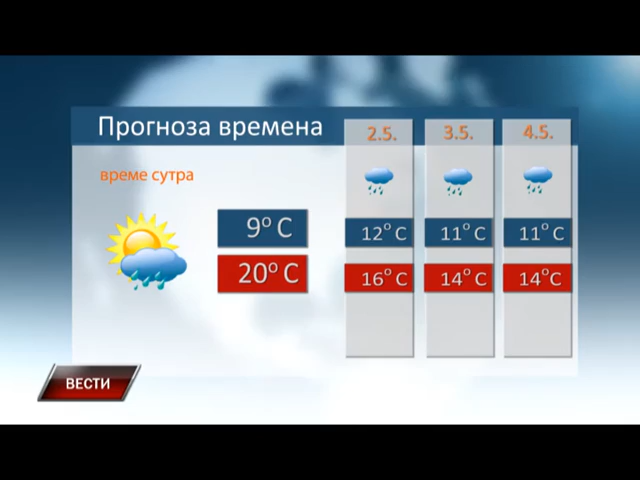 Прогноза времена
време сутра
9° C
20° C
2.5.
12° C
16° C
3.5.
11° C
14° C
4.5.
11° C
14°C
ВЕСТИ